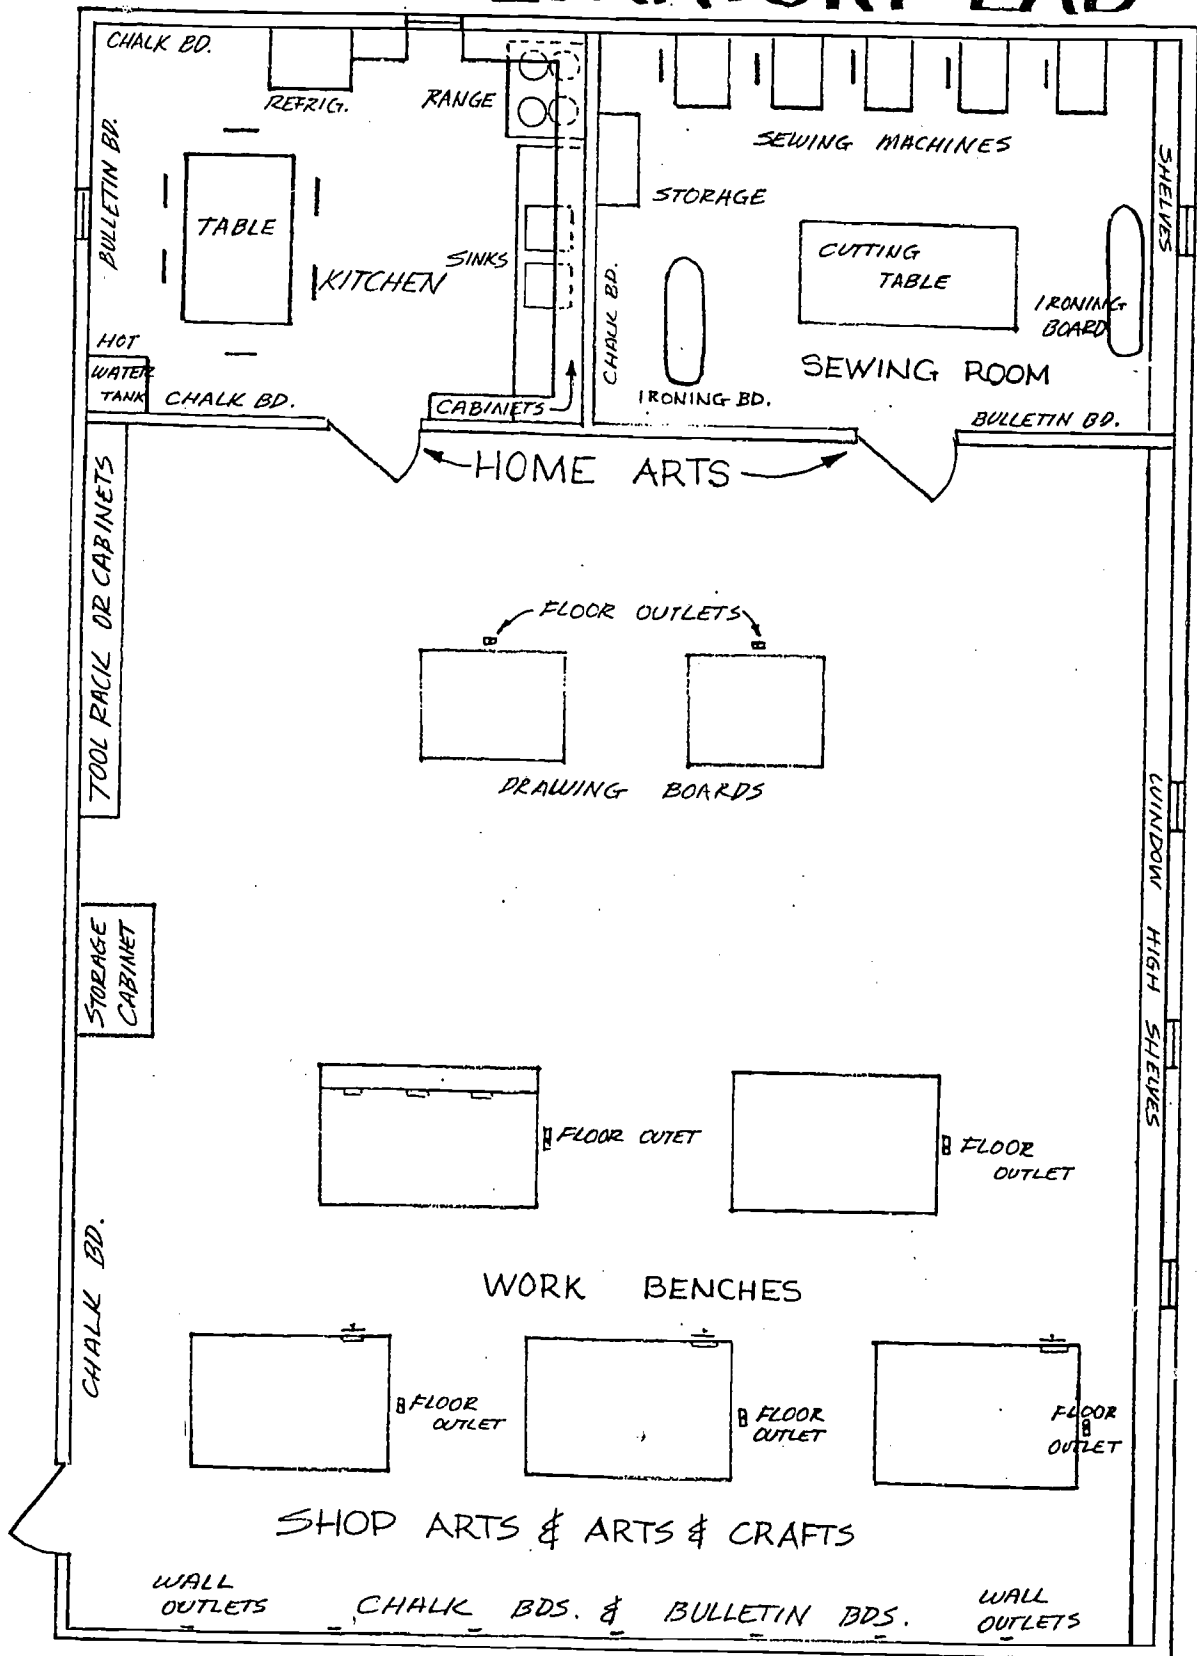 LAB
CHALK BD.
REFRIG.
RANGE
BULLETIN BD.
TABLE
KITCHEN
SINKS
HOT
WATER
TANK
CHALK BD.
CABINETS
SEWING MACHINES
STORAGE
SHELVES
CUTTING
TABLE
CHALK BD.
IRONING
BOARD
SEWING ROOM
IRONING BD.
BULLETIN BD.
HOME ARTS
TOOL RACK OR CABINETS
FLOOR OUTLETS
DRAWING BOARDS
WINDOW HIGH SHELVES
STORAGE
CABINET
FLOOR OUTET
FLOOR
OUTLET
CHALK BD.
WORK BENCHES
FLOOR
OUTLET
FLOOR
OUTLET
FLOOR
OUTLET
SHOP ARTS & ARTS & CRAFTS
WALL
OUTLETS
CHALK BDS. & BULLETIN BDS.
WALL
OUTLETS